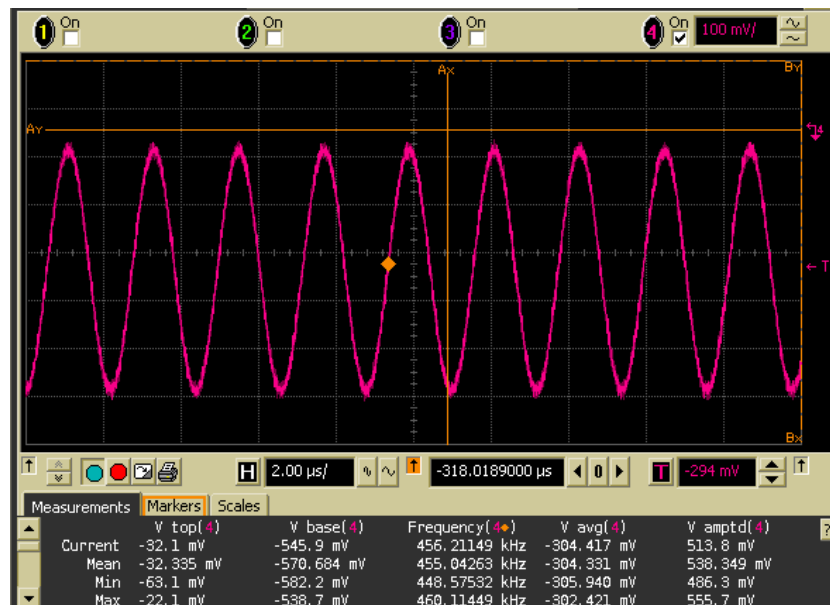 1 On 2 On 3 On 4 On 100 mV/
Ax By
Ay 4
T
Bx
H 2.00 µs/ -318.0189000 µs 0 T -294 mV
Measurements Markers Scales
V top(4) V base(4) Frequency(4◆) V avg(4) V amptd(4) ?
Current -32.1 mV -545.9 mV 456.21149 kHz -304.417 mV 513.8 mV
Mean -32.335 mV -570.684 mV 455.04263 kHz -304.331 mV 538.349 mV
Min -63.1 mV -582.2 mV 448.57532 kHz -305.940 mV 486.3 mV
Max -22.1 mV -538.7 mV 460.11449 kHz -302.421 mV 555.7 mV